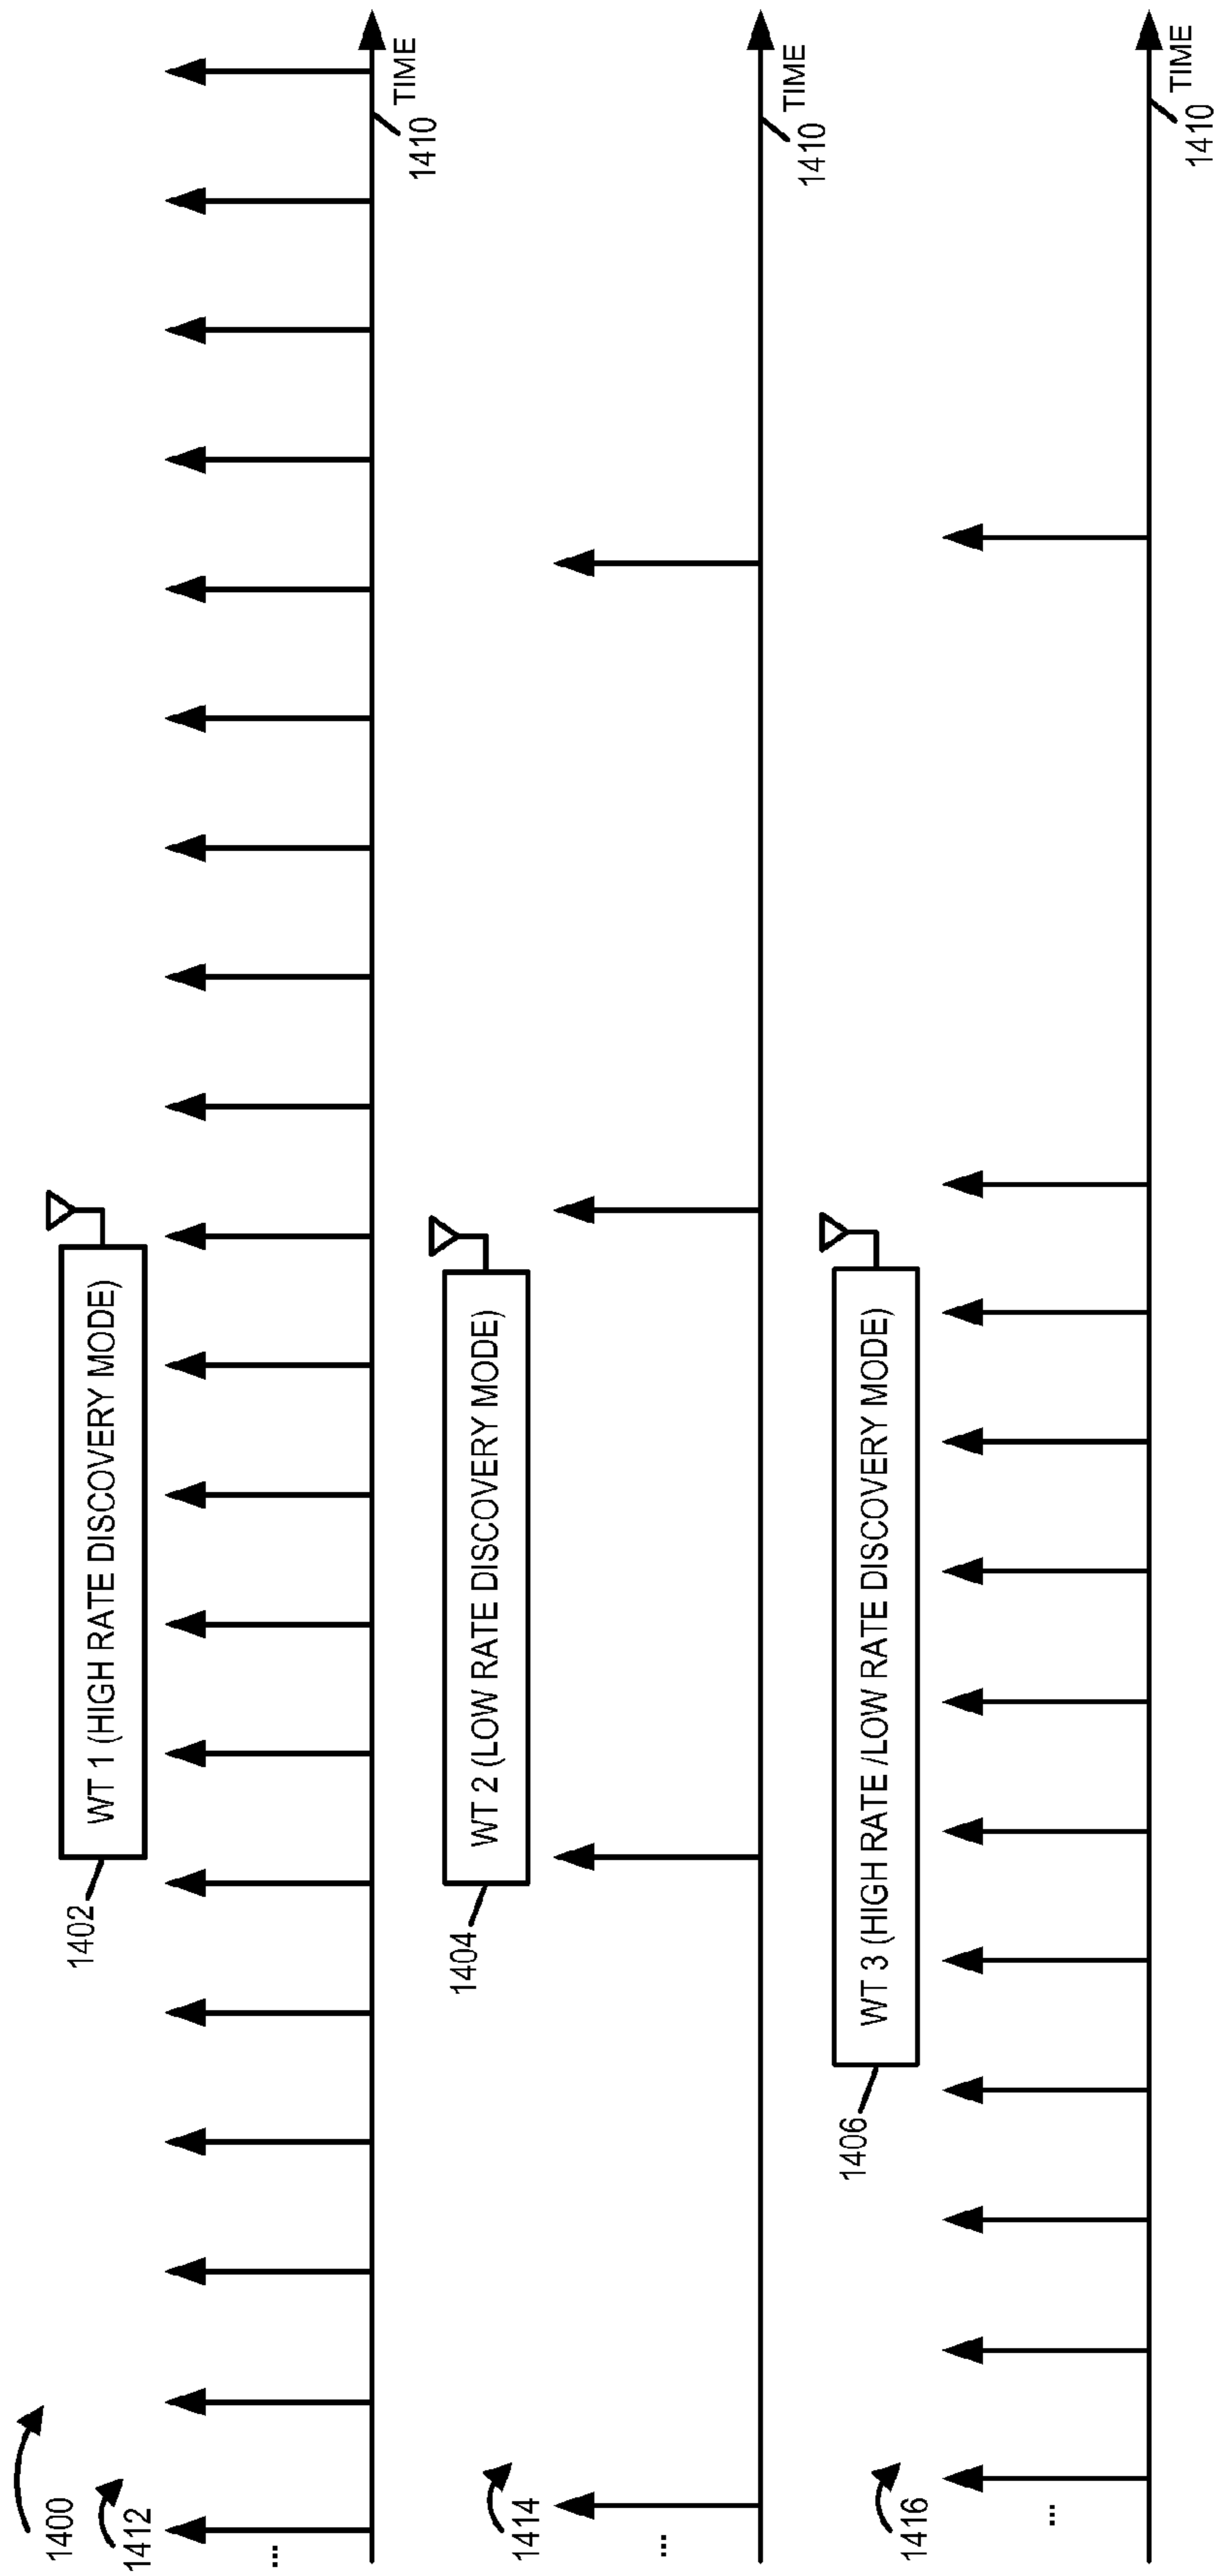 1400
1402
WT 1 (HIGH RATE DISCOVERY MODE)
1412
...
TIME
1410
1404
WT 2 (LOW RATE DISCOVERY MODE)
1414
...
TIME
1410
1406
WT 3 (HIGH RATE /LOW RATE DISCOVERY MODE)
1416
...
TIME
1410